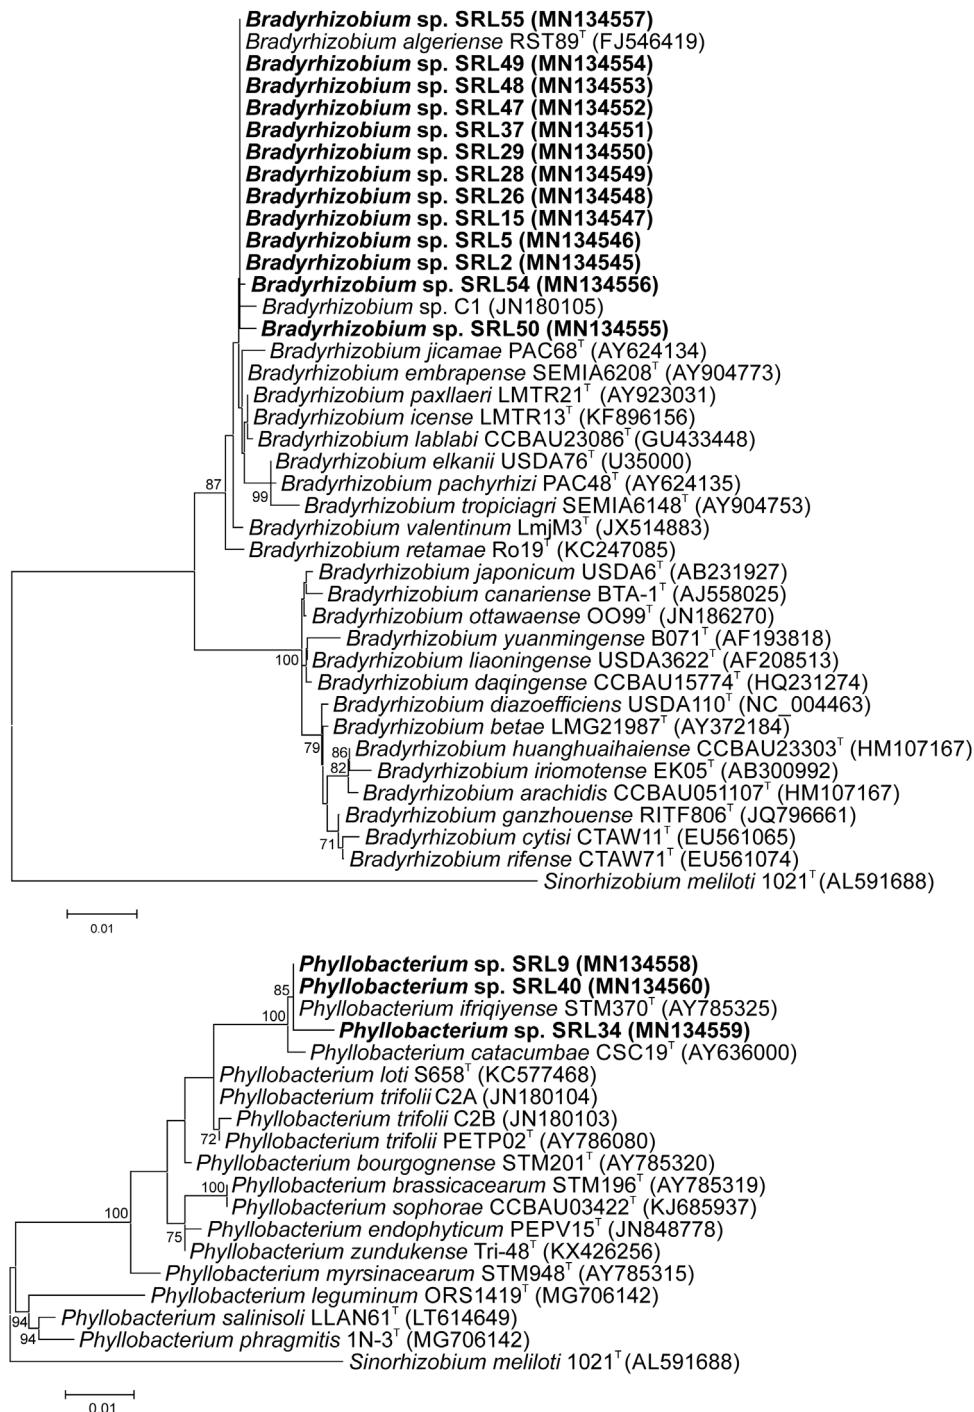 Bradyrhizobium sp. SRL55 (MN134557)
Bradyrhizobium algeriense RST89T (FJ546419)
Bradyrhizobium sp. SRL49 (MN134554)
Bradyrhizobium sp. SRL48 (MN134553)
Bradyrhizobium sp. SRL47 (MN134552)
Bradyrhizobium sp. SRL37 (MN134551)
Bradyrhizobium sp. SRL29 (MN134550)
Bradyrhizobium sp. SRL28 (MN134549)
Bradyrhizobium sp. SRL26 (MN134548)
Bradyrhizobium sp. SRL15 (MN134547)
Bradyrhizobium sp. SRL5 (MN134546)
Bradyrhizobium sp. SRL2 (MN134545)
Bradyrhizobium sp. SRL54 (MN134556)
Bradyrhizobium sp. C1 (JN180105)
Bradyrhizobium sp. SRL50 (MN134555)
Bradyrhizobium jicamae PAC68T (AY624134)
Bradyrhizobium embrapense SEMIA6208T (AY904773)
Bradyrhizobium paxllaeri LMTR21T (AY923031)
Bradyrhizobium icense LMTR13T (KF896156)
Bradyrhizobium lablabi CCBAU23086T (GU433448)
Bradyrhizobium elkanii USDA76T (U35000)
87 Bradyrhizobium pachyrhizi PAC48T (AY624135)
99 Bradyrhizobium tropiciagri SEMIA6148T (AY904753)
Bradyrhizobium valentinum LmjM3T (JX514883)
Bradyrhizobium retamae Ro19T (KC247085)
Bradyrhizobium japonicum USDA6T (AB231927)
Bradyrhizobium canariense BTA-1T (AJ558025)
Bradyrhizobium ottawaense OO99T (JN186270)
Bradyrhizobium yuanmingense B071T (AF193818)
100 Bradyrhizobium liaoningense USDA3622T (AF208513)
Bradyrhizobium daqingense CCBAU15774T (HQ231274)
Bradyrhizobium diazoefficiens USDA110T (NC_004463)
Bradyrhizobium betae LMG21987T (AY372184)
79 86 Bradyrhizobium huanghuaihaiense CCBAU23303T (HM107167)
82 Bradyrhizobium iriomotense EK05T (AB300992)
Bradyrhizobium arachidis CCBAU051107T (HM107167)
Bradyrhizobium ganzhouense RITF806T (JQ796661)
71 Bradyrhizobium cytisi CTAW11T (EU561065)
Bradyrhizobium rifense CTAW71T (EU561074)
Sinorhizobium meliloti 1021T (AL591688)
0.01
Phyllobacterium sp. SRL9 (MN134558)
85 Phyllobacterium sp. SRL40 (MN134560)
100 Phyllobacterium ifriqiyense STM370T (AY785325)
Phyllobacterium sp. SRL34 (MN134559)
Phyllobacterium catacumbae CSC19T (AY636000)
Phyllobacterium loti S658T (KC577468)
Phyllobacterium trifolii C2A (JN180104)
Phyllobacterium trifolii C2B (JN180103)
72 Phyllobacterium trifolii PETP02T (AY786080)
Phyllobacterium bourgognense STM201T (AY785320)
100 Phyllobacterium brassicacearum STM196T (AY785319)
100 Phyllobacterium sophorae CCBAU03422T (KJ685937)
75 Phyllobacterium endophyticum PEPV15T (JN848778)
Phyllobacterium zundukense Tri-48T (KX426256)
Phyllobacterium myrsinacearum STM948T (AY785315)
Phyllobacterium leguminum ORS1419T (MG706142)
94 Phyllobacterium salinisoli LLAN61T (LT614649)
94 Phyllobacterium phragmitis 1N-3T (MG706142)
Sinorhizobium meliloti 1021T (AL591688)
0.01